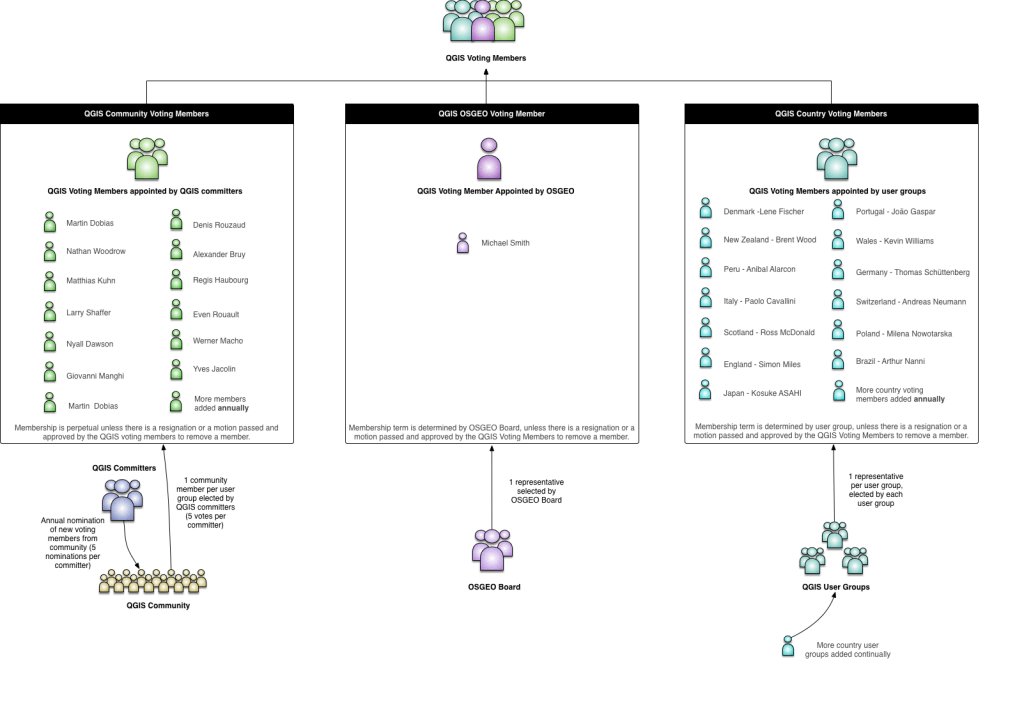 QGIS Voting Members
QGIS Community Voting Members
QGIS Voting Members appointed by QGIS committers
Martin Dobias
Nathan Woodrow
Matthias Kuhn
Larry Shaffer
Nyall Dawson
Giovanni Manghi
Martin Dobias
Denis Rouzaud
Alexander Bruy
Regis Haubourg
Even Rouault
Werner Macho
Yves Jacolin
More members
added annually
Membership is perpetual unless there is a resignation or a motion passed and
approved by the QGIS voting members to remove a member.
QGIS OSGEO Voting Member
QGIS Voting Member Appointed by OSGEO
Michael Smith
Membership term is determined by OSGEO Board, unless there is a resignation or a
motion passed and approved by the QGIS Voting Members to remove a member.
QGIS Country Voting Members
QGIS Voting Members appointed by user groups
Denmark -Lene Fischer
New Zealand - Brent Wood
Peru - Anibal Alarcon
Italy - Paolo Cavallini
Scotland - Ross McDonald
England - Simon Miles
Japan - Kosuke ASAHI
Portugal - João Gaspar
Wales - Kevin Williams
Germany - Thomas Schüttenberg
Switzerland - Andreas Neumann
Poland - Milena Nowotarska
Brazil - Arthur Nanni
More country voting
members added annually
Membership term is determined by user group, unless there is a resignation or a
motion passed and approved by the QGIS Voting Members to remove a member.
QGIS Committers
Annual nomination
of new voting
members from
community (5
nominations per
committer)
1 community
member per user
group elected by
QGIS committers
(5 votes per
committer)
QGIS Community
1 representative
selected by
OSGEO Board
OSGEO Board
1 representative
per user group,
elected by each
user group
QGIS User Groups
More country user
groups added continually